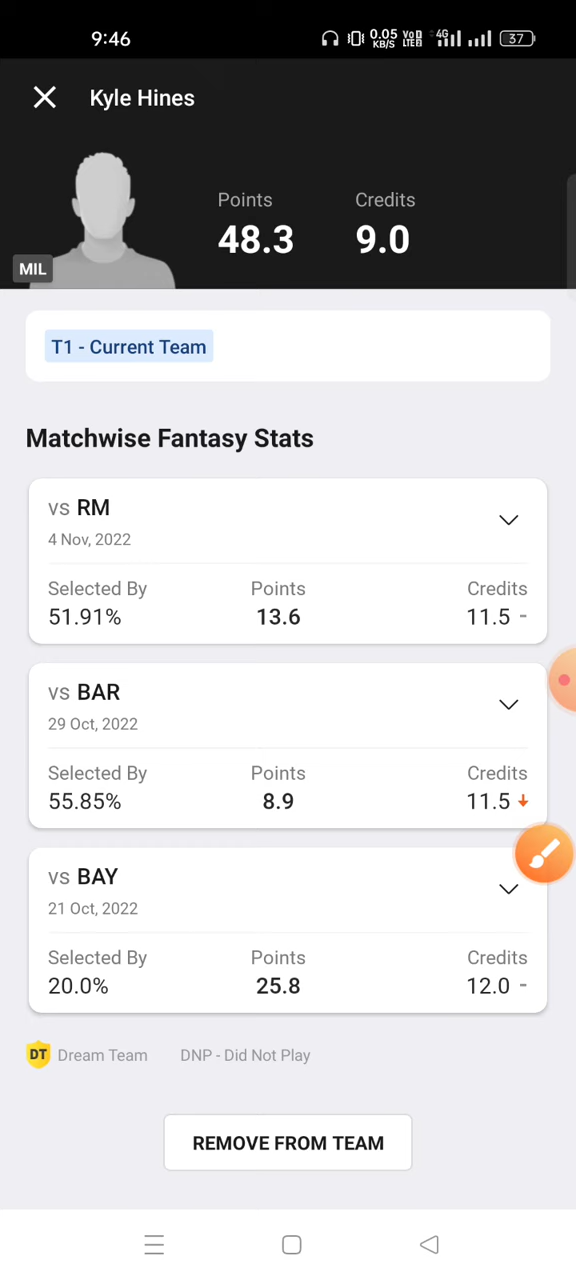 9:46
0.05 KB/S
VoD LTED
4G
37
Kyle Hines
Points
Credits
48.3
9.0
MIL
T1 - Current Team
Matchwise Fantasy Stats
vs RM
4 Nov, 2022
Selected By
Points
Credits
51.91%
13.6
11.5 -
vs BAR
29 Oct, 2022
Selected By
Points
Credits
55.85%
8.9
11.5
vs BAY
21 Oct, 2022
Selected By
Points
Credits
20.0%
25.8
12.0 -
DT Dream Team
DNP - Did Not Play
REMOVE FROM TEAM